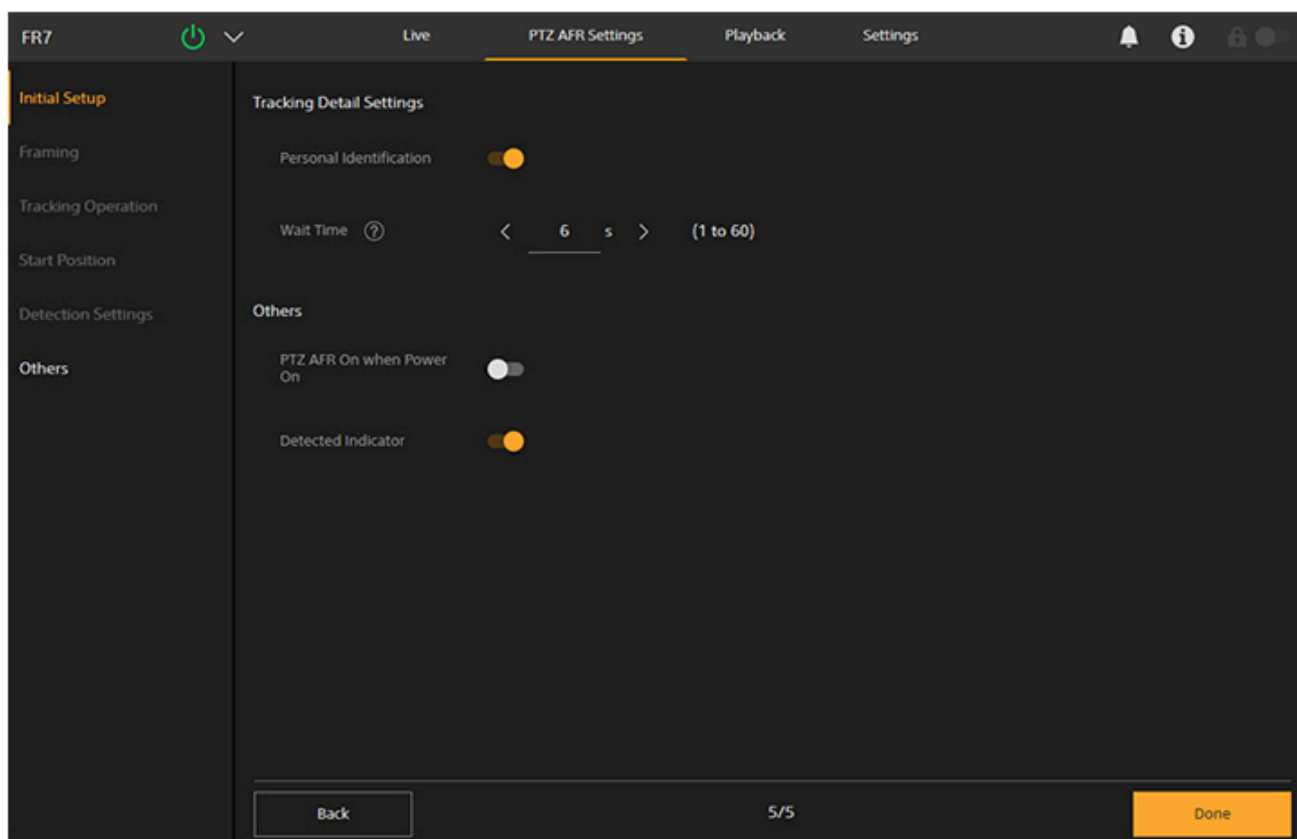 FR7
Live
PTZ AFR Settings
Playback
Settings
Initial Setup
Framing
Tracking Operation
Start Position
Detection Settings
Others
Tracking Detail Settings
Personal Identification
Wait Time ?
< 6 s > (1 to 60)
Others
PTZ AFR On when Power
On
Detected Indicator
Back
5/5
Done